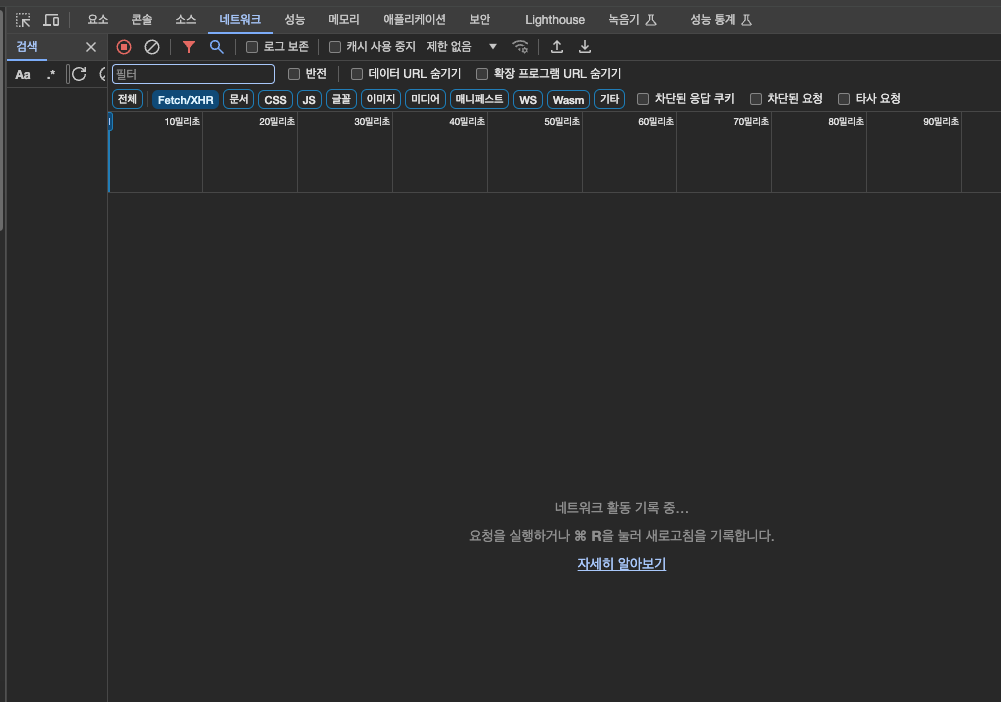 요소 콘솔 소스 네트워크 성능 메모리 애플리케이션 보안 Lighthouse 녹음기 성능 통계
검색
로그 보존 캐시 사용 중지 제한 없음
Aa .*
필터
반전 데이터 URL 숨기기 확장 프로그램 URL 숨기기
전체 Fetch/XHR 문서 CSS JS 글꼴 이미지 미디어 매니페스트 WS Wasm 기타 차단된 응답 쿠키 차단된 요청 타사 요청
10밀리초 20밀리초 30밀리초 40밀리초 50밀리초 60밀리초 70밀리초 80밀리초 90밀리초
네트워크 활동 기록 중...
요청을 실행하거나 ⌘ R을 눌러 새로고침을 기록합니다.
자세히 알아보기